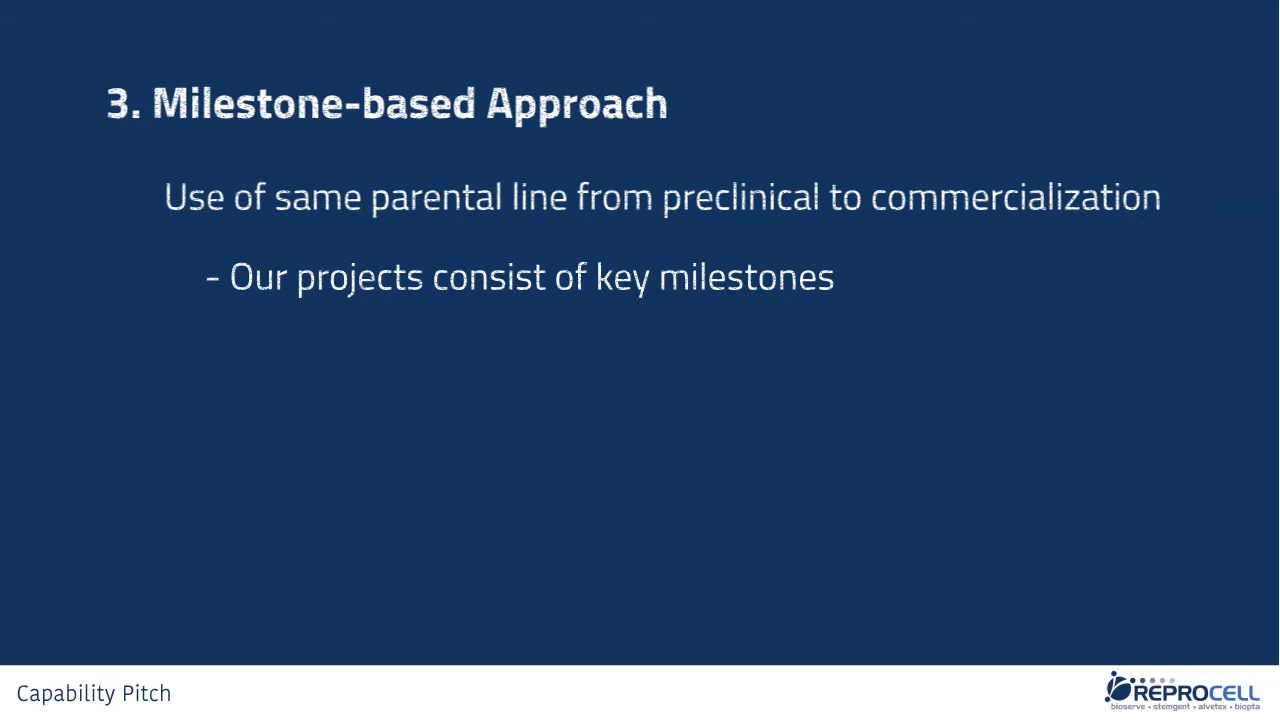 3. Milestone-based Approach
Use of same parental line from preclinical to commercialization
- Our projects consist of key milestones
Capability Pitch
REPROCELL
bioserve • stemgent • alvetex • biopta